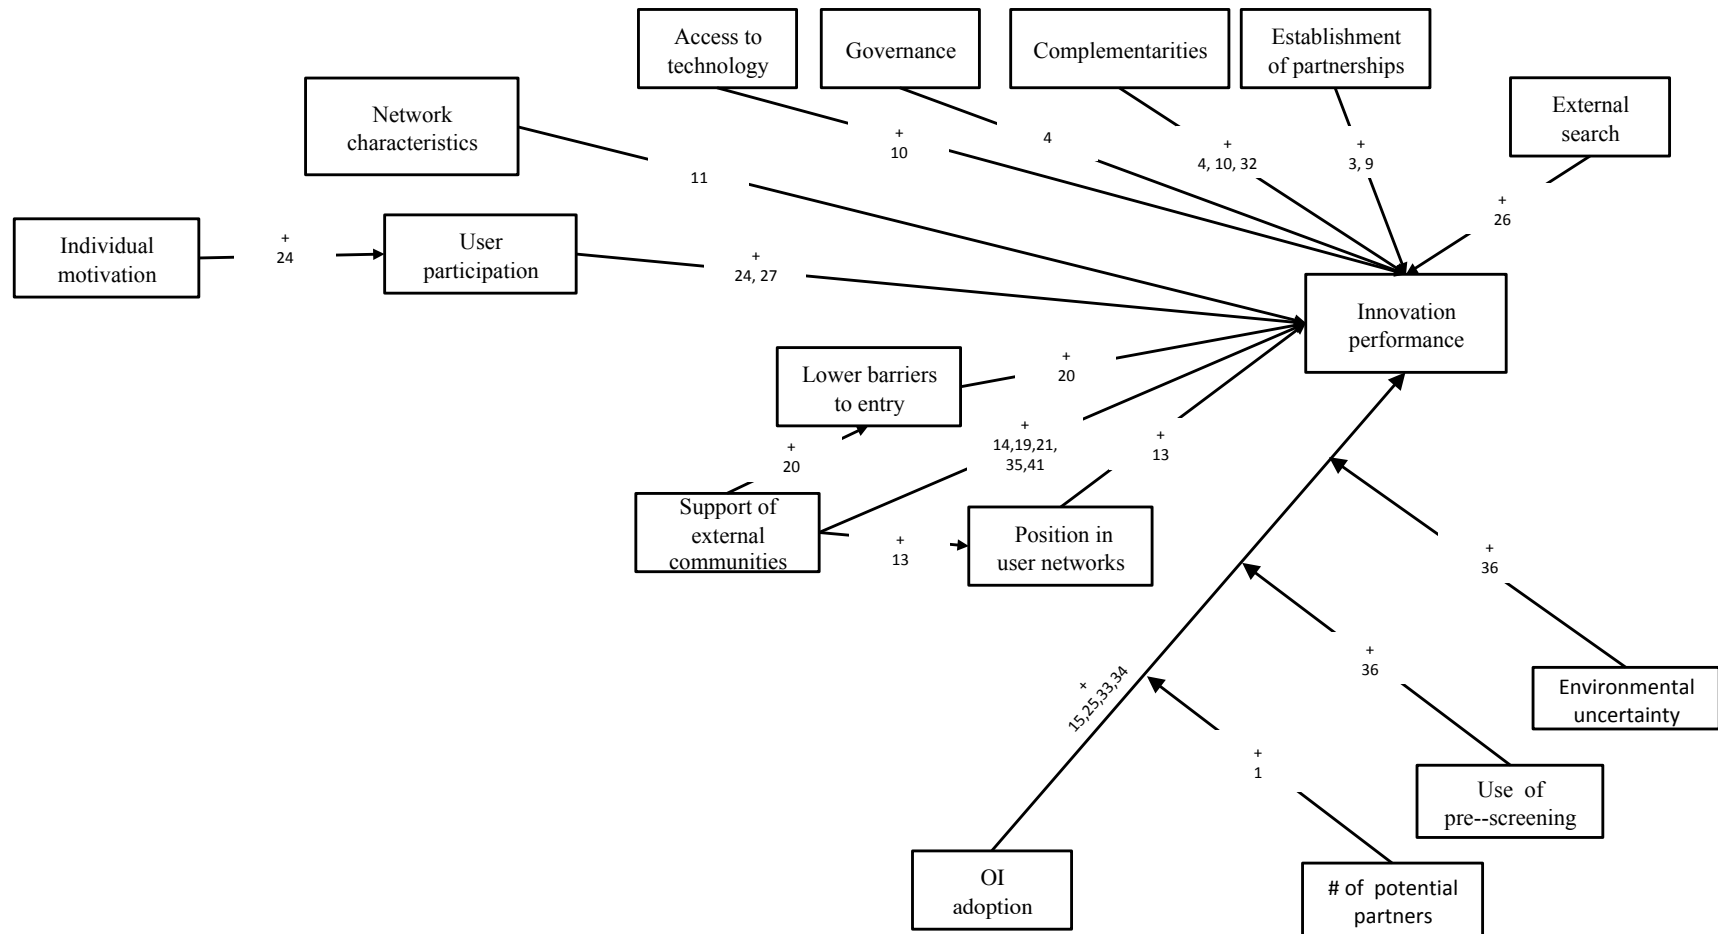 Access to
technology
Governance
Complementarities
Establishment
of partnerships
External
search
Network
characteristics
+
10
4
+
4, 10, 32
+
3, 9
11
+
26
Individual
motivation
+
24
User
participation
+
24, 27
Innovation
performance
Lower barriers
to entry
+
20
+
20
+
14,19,21,
35,41
+
13
Support of
external
communities
+
13
Position in
user networks
+
36
+
36
+
15,25,33,34
+
1
Environmental
uncertainty
Use of
pre--screening
OI
adoption
# of potential
partners